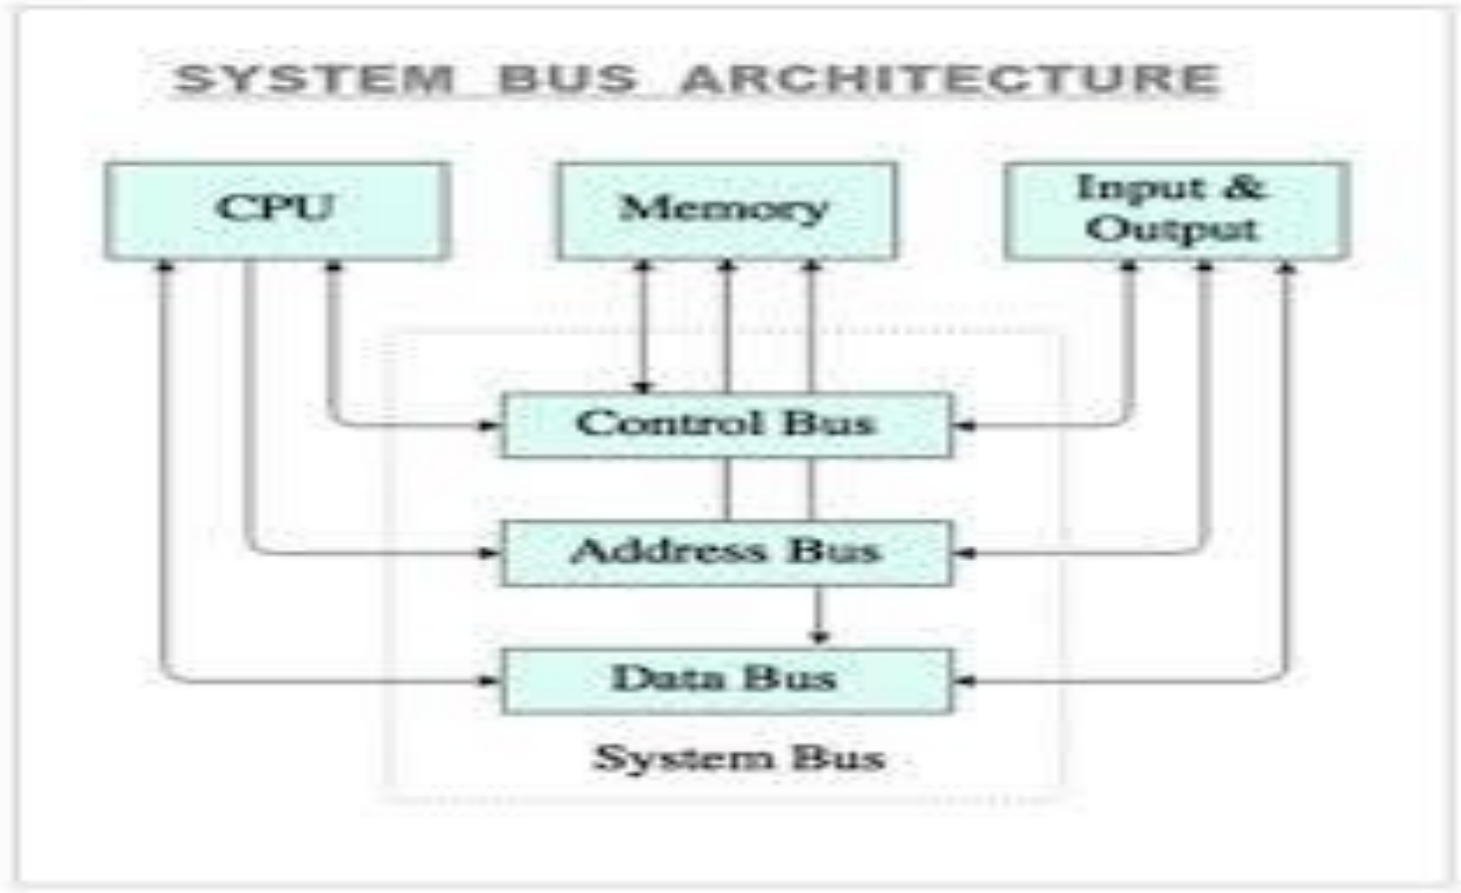 SYSTEM BUS ARCHITECTURE
CPU
Memory
Input &
Output
Control Bus
Address Bus
Data Bus
System Bus